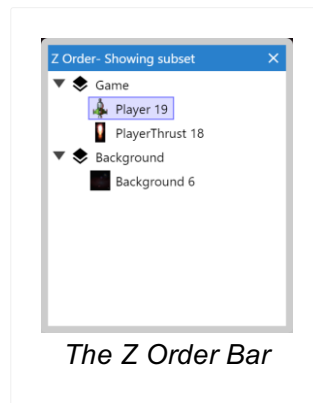 Z Order- Showing subset
Game
Player 19
PlayerThrust 18
Background
Background 6
The Z Order Bar